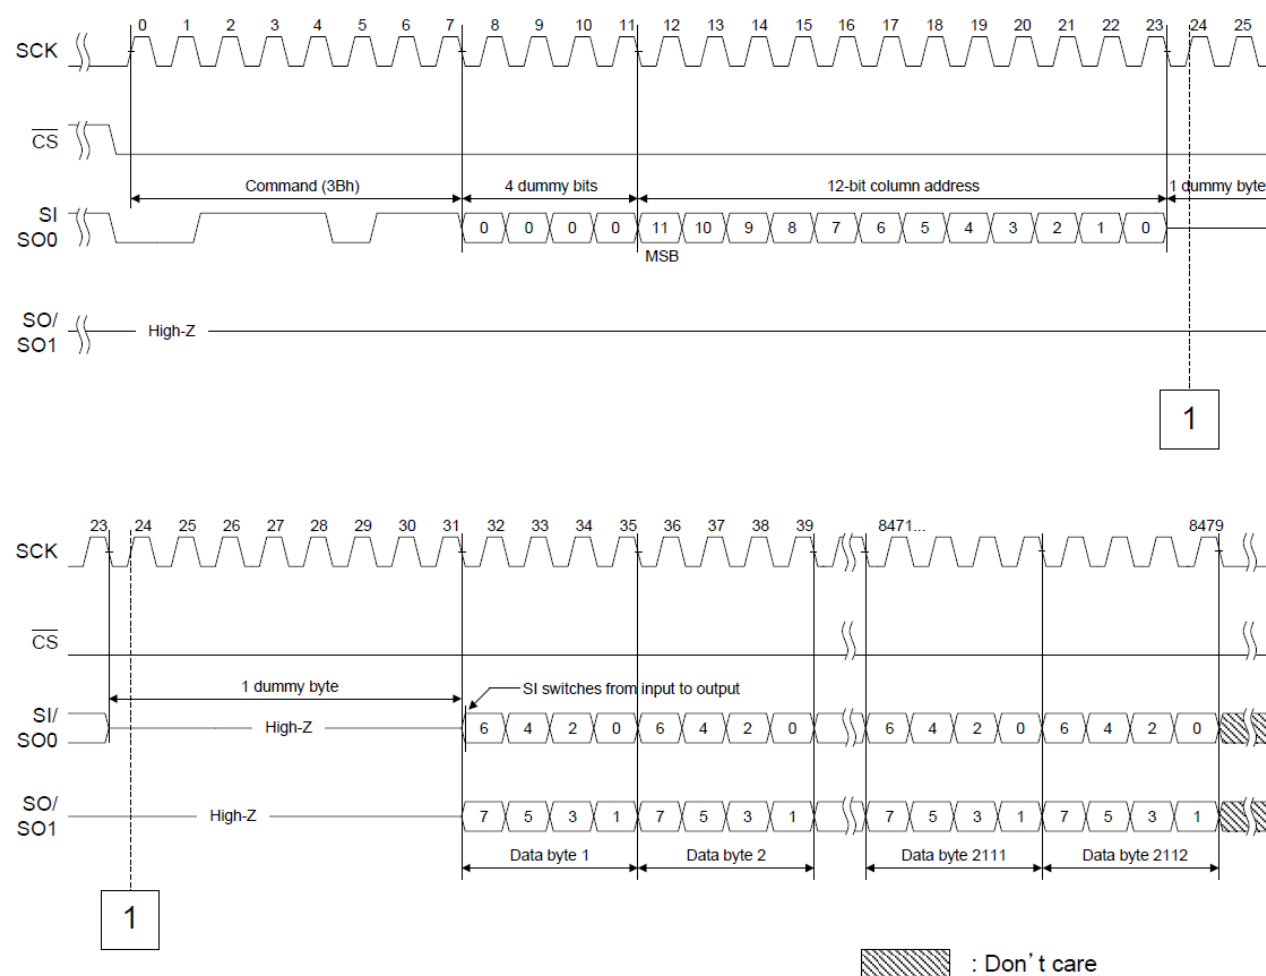 0 1 2 3 4 5 6 7 8 9 10 11 12 13 14 15 16 17 18 19 20 21 22 23 24 25
SCK
CS
Command (3Bh) 4 dummy bits 12-bit column address 1 dummy byte
SI
SO0
0 0 0 0 11 10 9 8 7 6 5 4 3 2 1 0
MSB
SO/
SO1
High-Z
1
23 24 25 26 27 28 29 30 31 32 33 34 35 36 37 38 39 8471... 8479
SCK
CS
1 dummy byte SI switches from input to output
SI/
SO0
High-Z 6 4 2 0 6 4 2 0 6 4 2 0 6 4 2 0
SO/
SO1
High-Z 7 5 3 1 7 5 3 1 7 5 3 1 7 5 3 1
Data byte 1 Data byte 2 Data byte 2111 Data byte 2112
1
: Don't care